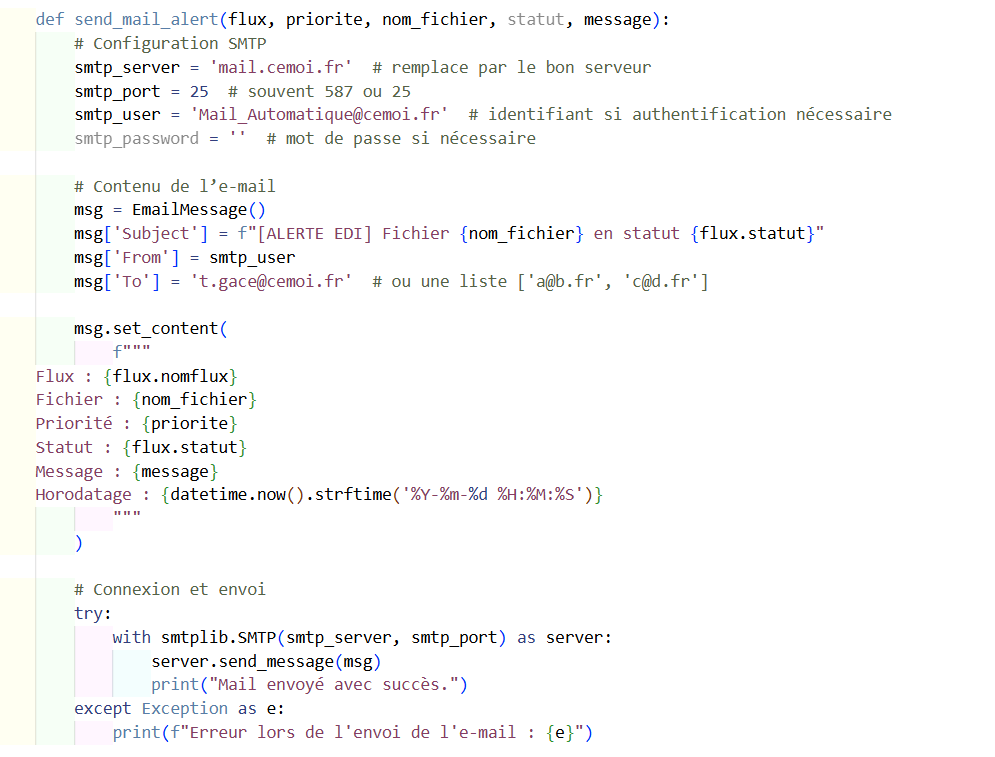 def send_mail_alert(flux, priorite, nom_fichier, statut, message):
    # Configuration SMTP
    smtp_server = 'mail.cemoi.fr'  # remplace par le bon serveur
    smtp_port = 25  # souvent 587 ou 25
    smtp_user = 'Mail_Automatique@cemoi.fr'  # identifiant si authentification nécessaire
    smtp_password = ''  # mot de passe si nécessaire

    # Contenu de l’e-mail
    msg = EmailMessage()
    msg['Subject'] = f"[ALERTE EDI] Fichier {nom_fichier} en statut {flux.statut}"
    msg['From'] = smtp_user
    msg['To'] = 't.gace@cemoi.fr'  # ou une liste ['a@b.fr', 'c@d.fr']

    msg.set_content(
        f"""
Flux : {flux.nomflux}
Fichier : {nom_fichier}
Priorité : {priorite}
Statut : {flux.statut}
Message : {message}
Horodatage : {datetime.now().strftime('%Y-%m-%d %H:%M:%S')}
        """
    )

    # Connexion et envoi
    try:
        with smtplib.SMTP(smtp_server, smtp_port) as server:
            server.send_message(msg)
            print("Mail envoyé avec succès.")
    except Exception as e:
        print(f"Erreur lors de l'envoi de l'e-mail : {e}")